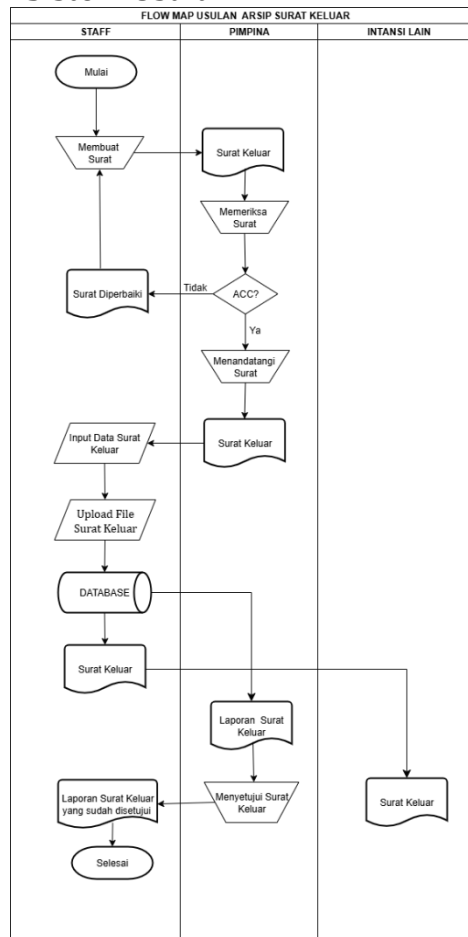 FLOW MAP USULAN ARSIP SURAT KELUAR
STAFF
PIMPINA
INTANSI LAIN
Mulai
Membuat
Surat
Surat Keluar
Memeriksa
Surat
Surat Diperbaiki
Tidak
ACC?
Ya
Menandatangi
Surat
Input Data Surat
Keluar
Surat Keluar
Upload File
Surat Keluar
DATABASE
Surat Keluar
Laporan Surat
Keluar
Laporan Surat Keluar
yang sudah disetujui
Menyetujui Surat
Keluar
Surat Keluar
Selesai